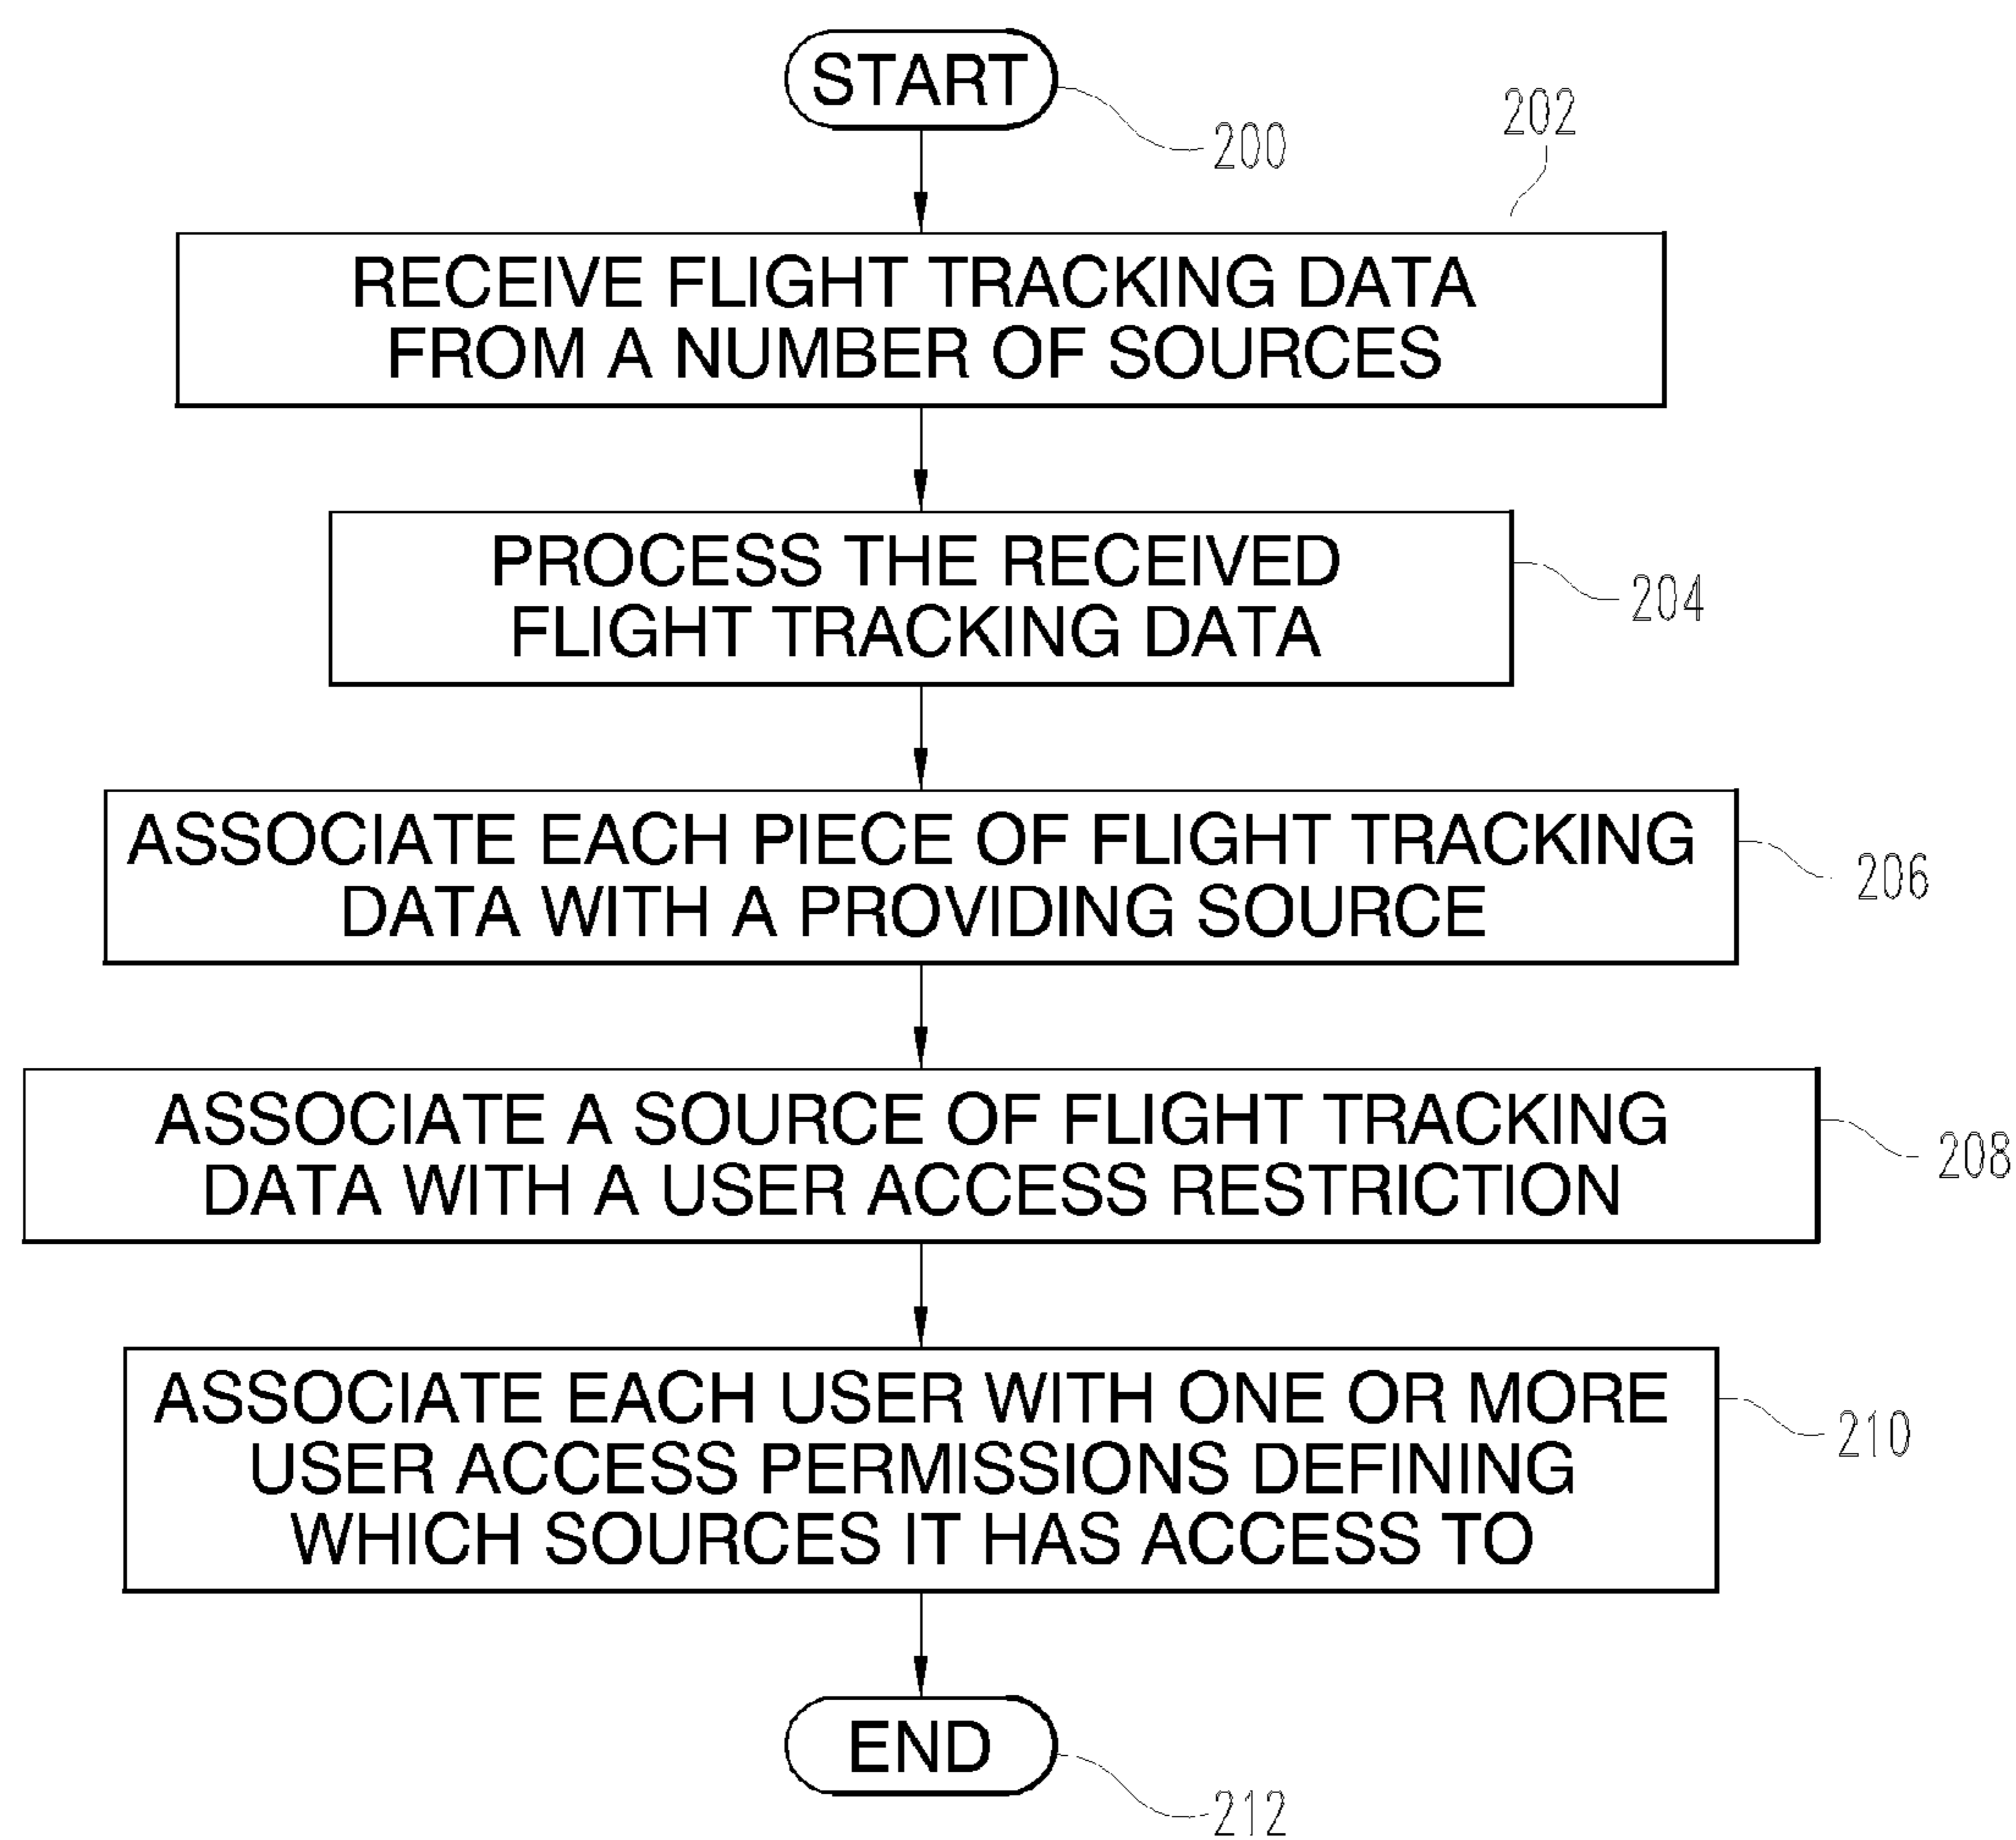 START
200
202
RECEIVE FLIGHT TRACKING DATA
FROM A NUMBER OF SOURCES
PROCESS THE RECEIVED
FLIGHT TRACKING DATA
204
ASSOCIATE EACH PIECE OF FLIGHT TRACKING
DATA WITH A PROVIDING SOURCE
206
ASSOCIATE A SOURCE OF FLIGHT TRACKING
DATA WITH A USER ACCESS RESTRICTION
208
ASSOCIATE EACH USER WITH ONE OR MORE
USER ACCESS PERMISSIONS DEFINING
WHICH SOURCES IT HAS ACCESS TO
210
END
212